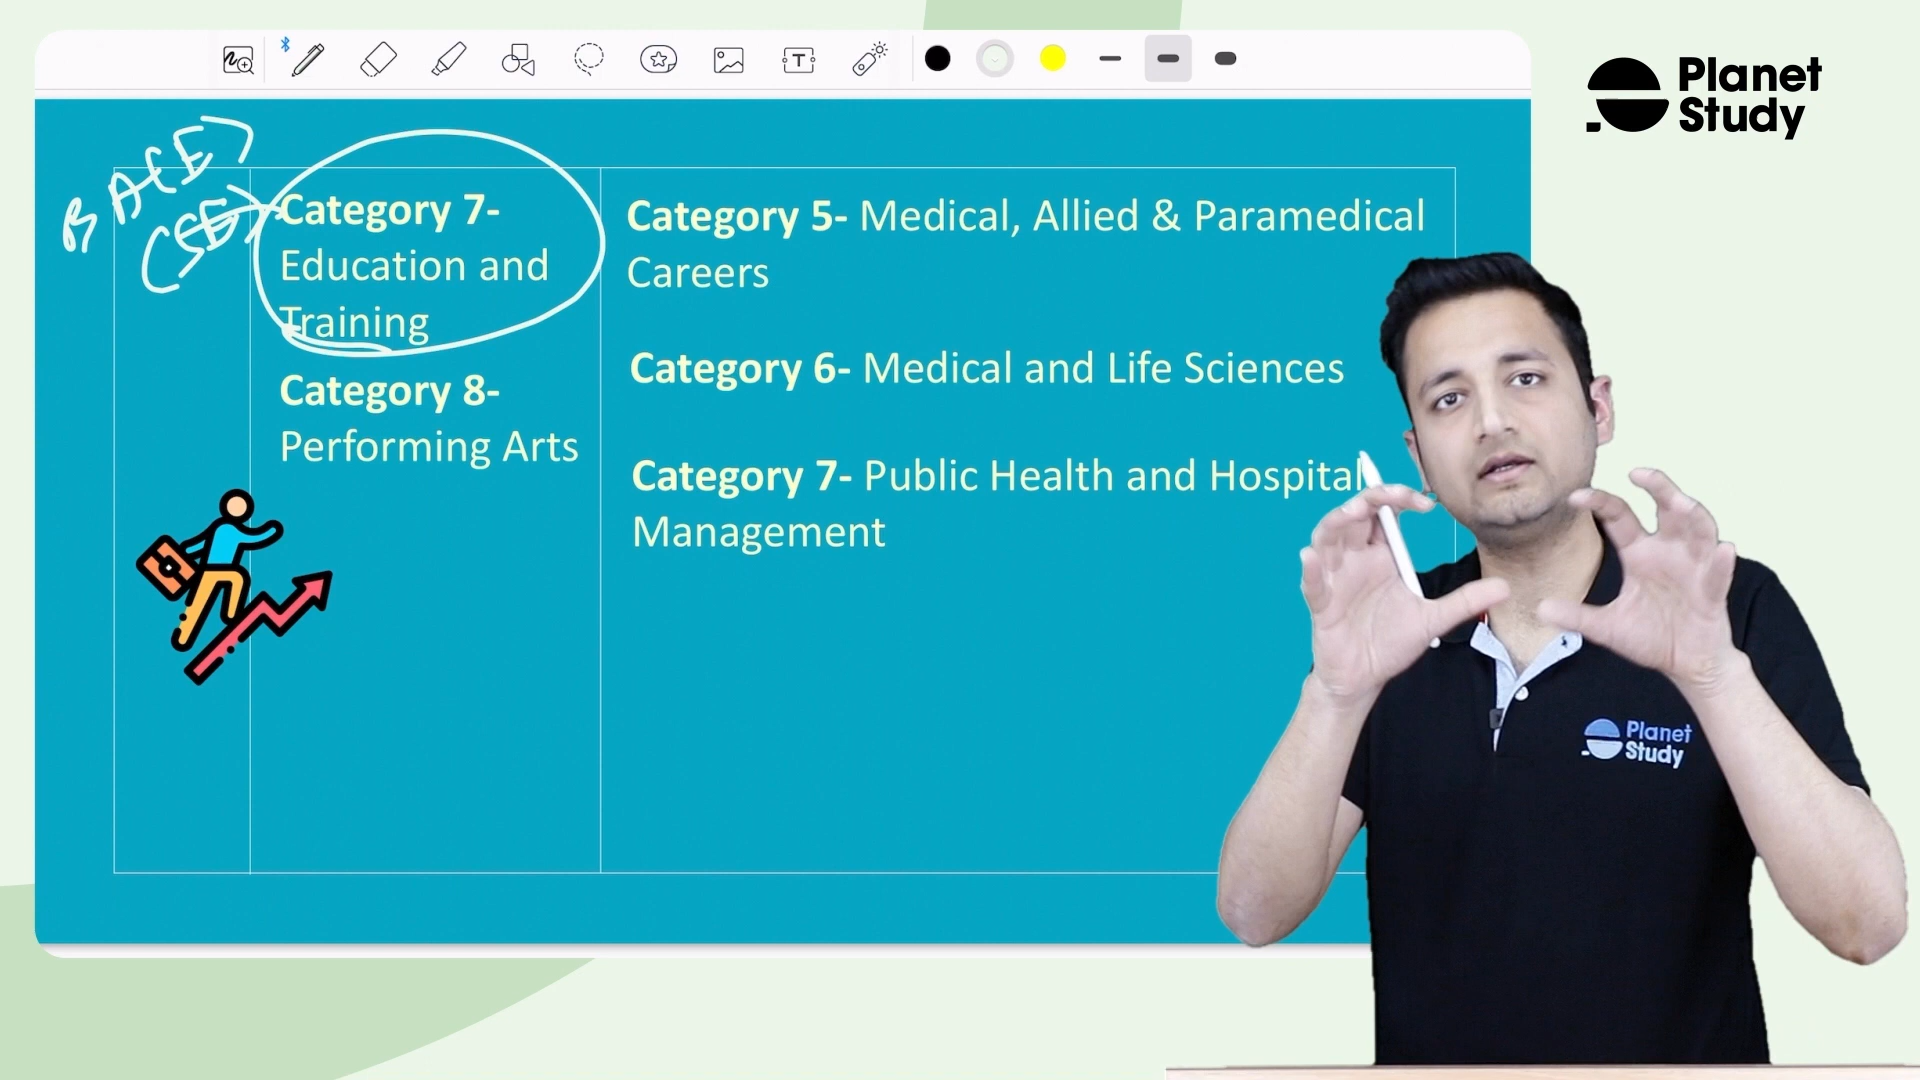 Planet
Study
Category 7-
Education and
Training
Category 8-
Performing Arts
Category 5- Medical, Allied & Paramedical
Careers
Category 6- Medical and Life Sciences
Category 7- Public Health and Hospital
Management
T
Planet
Study